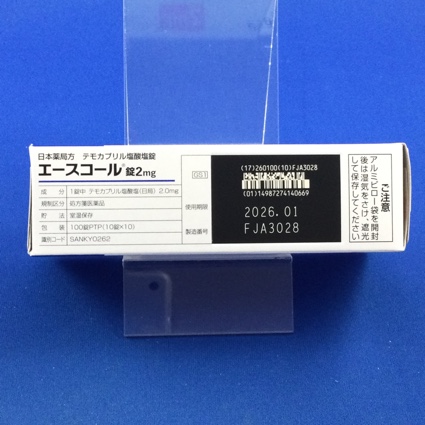 日本薬局方 テモカプリル塩酸塩錠
エースコール®錠2mg
成 分 1錠中 テモカプリル塩酸塩(日局) 2.0mg
規制区分 処方箋医薬品
貯 法 室温保存
包 装 100錠PTP(10錠×10)
識別コード SANKYO262
GS1
(17)260100(10)FJA3028
(01)14987274140669
使用期限 2026.01
製造番号 FJA3028
ご注意
アルミピロー袋を開封
後は湿気をさけ、遮光
して保存してください